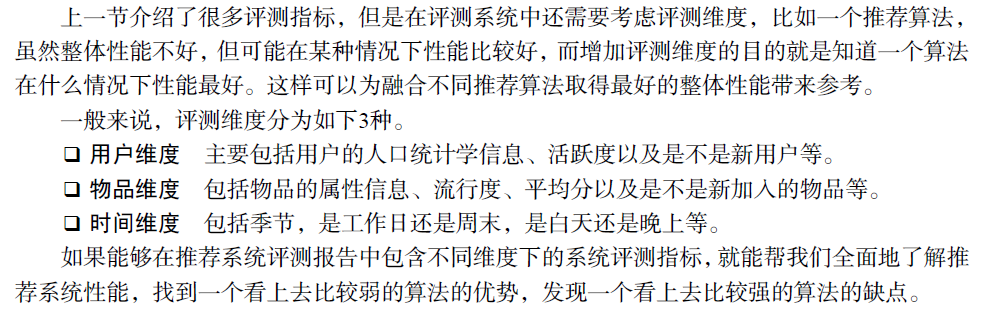 上一节介绍了很多评测指标，但是在评测系统中还需要考虑评测维度，比如一个推荐算法，
虽然整体性能不好，但可能在某种情况下性能比较好，而增加评测维度的目的就是知道一个算法
在什么情况下性能最好。这样可以为融合不同推荐算法取得最好的整体性能带来参考。
一般来说，评测维度分为如下3种。
❑ 用户维度 主要包括用户的人口统计学信息、活跃度以及是不是新用户等。
❑ 物品维度 包括物品的属性信息、流行度、平均分以及是不是新加入的物品等。
❑ 时间维度 包括季节，是工作日还是周末，是白天还是晚上等。
如果能够在推荐系统评测报告中包含不同维度下的系统评测指标，就能帮我们全面地了解推
荐系统性能，找到一个看上去比较弱的算法的优势，发现一个看上去比较强的算法的缺点。